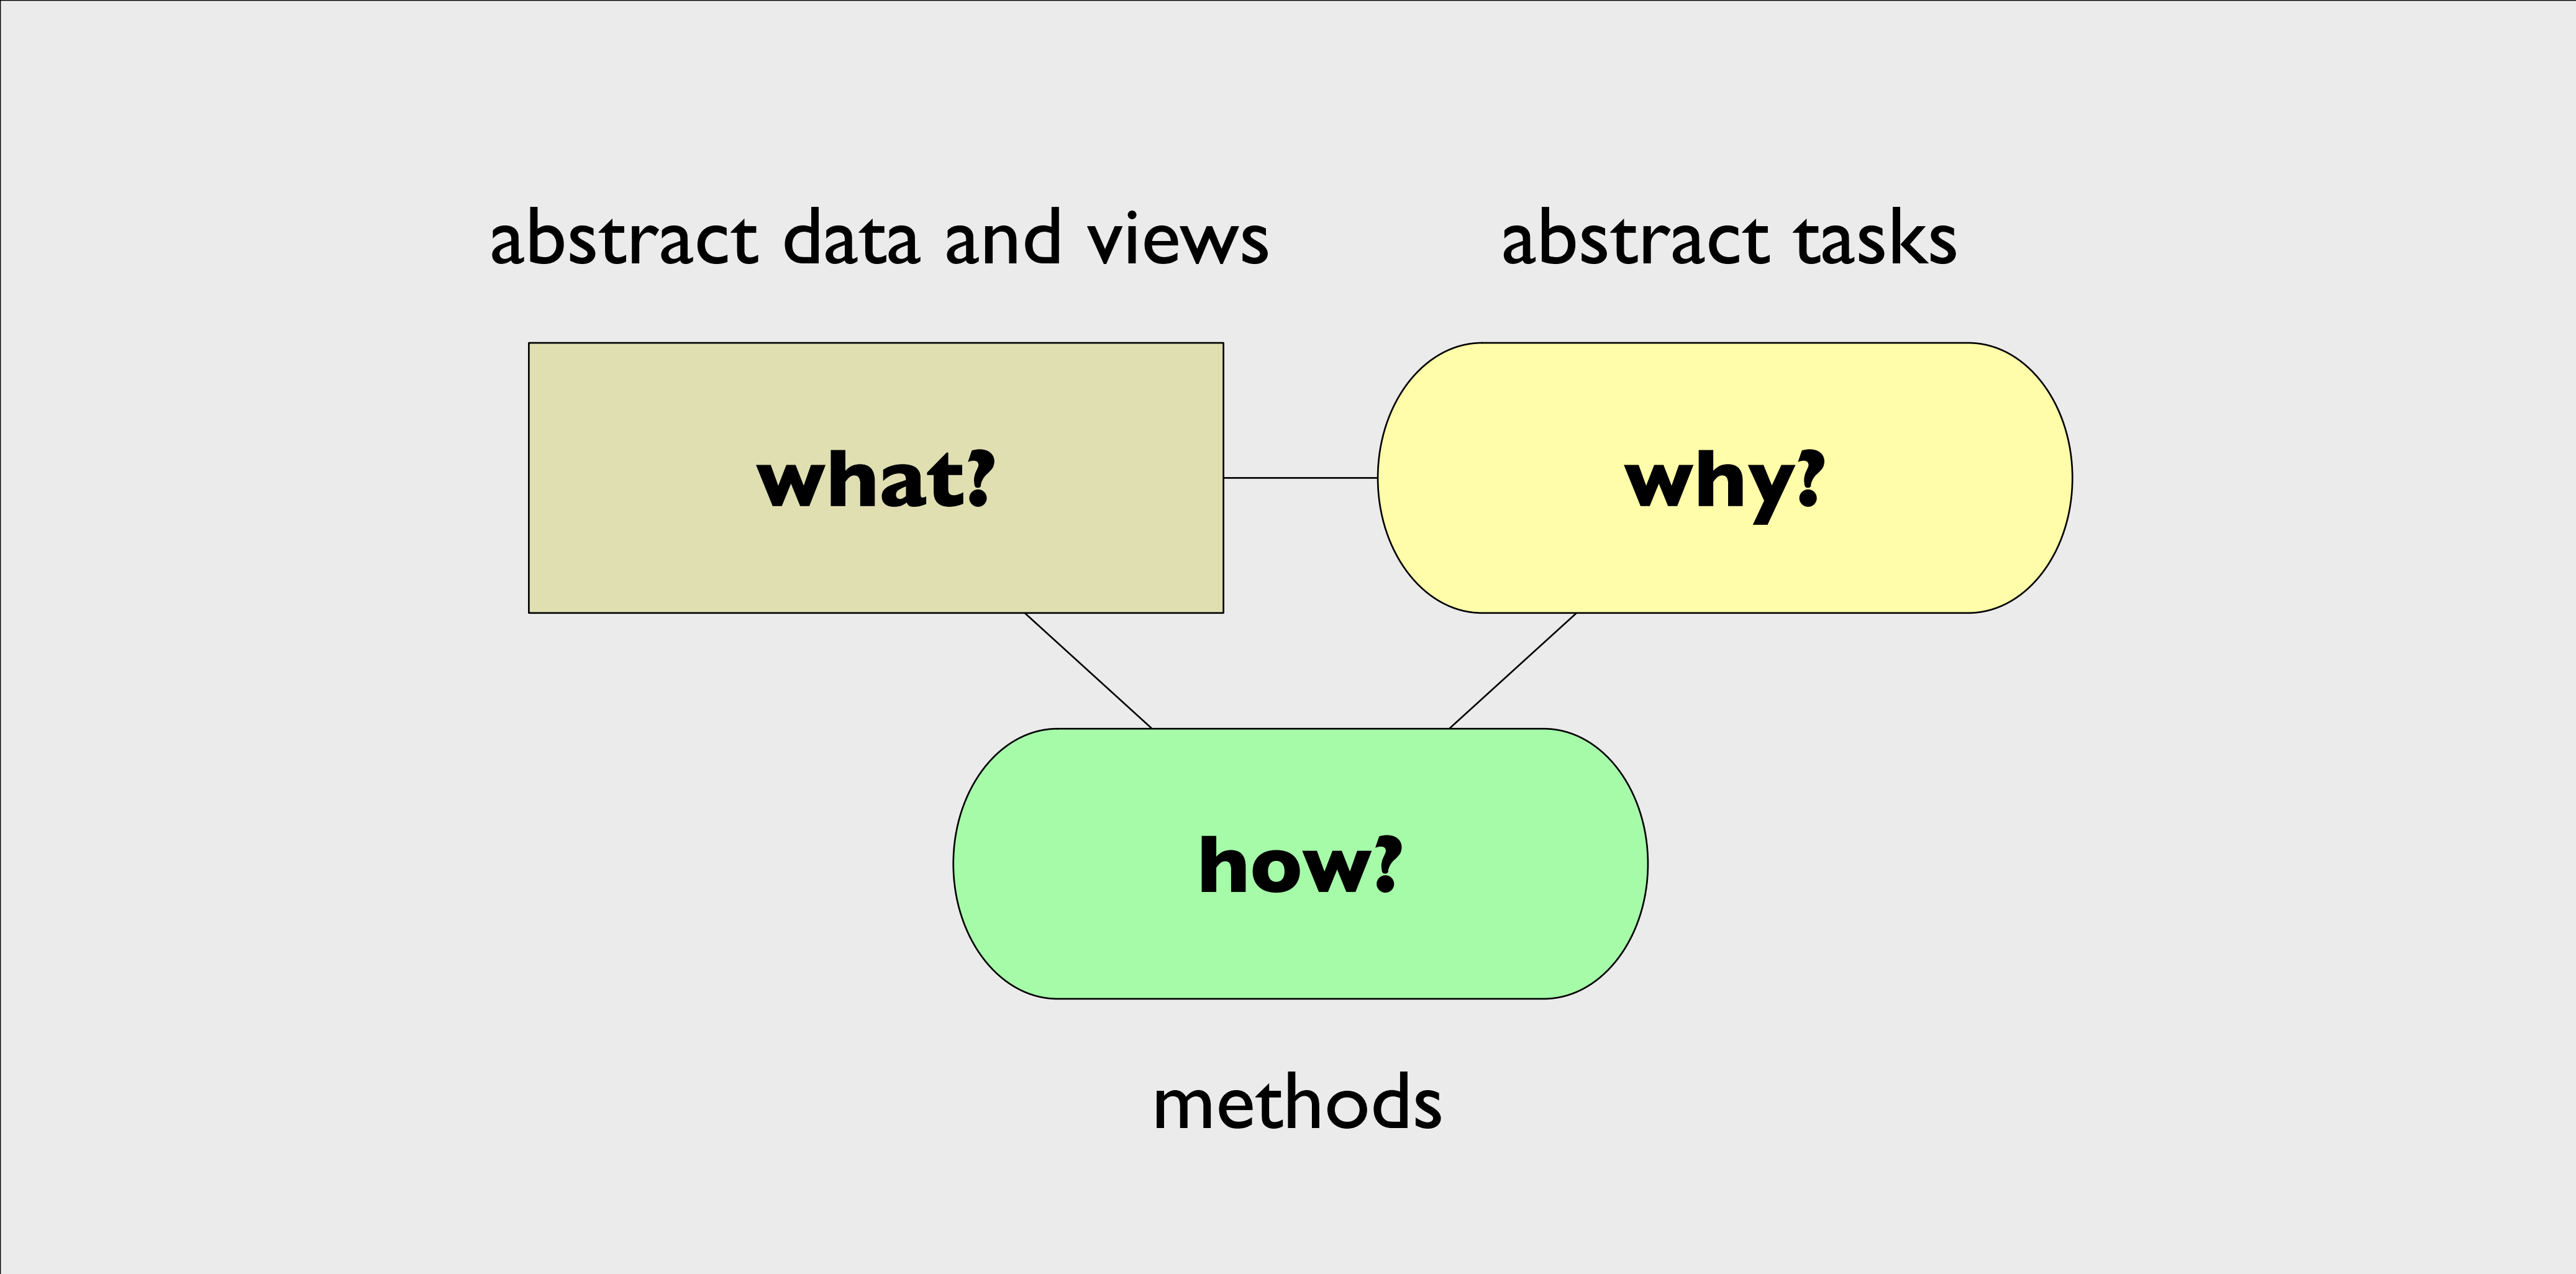 abstract data and views
abstract tasks
what?
why?
how?
methods